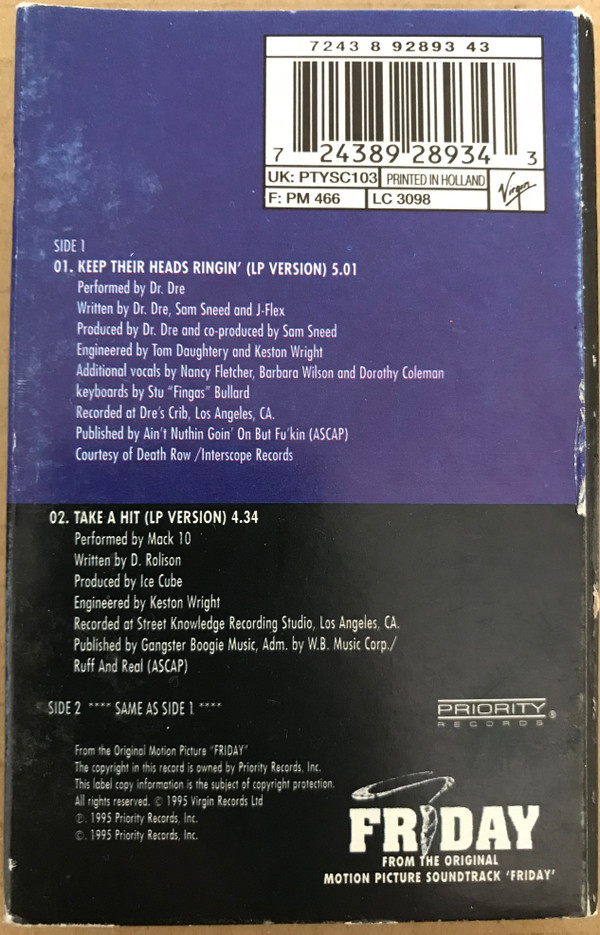 7243 8 92893 43
7 24389 28934 3
UK: PTYSC103 PRINTED IN HOLLAND Virgin
F: PM 466 LC 3098
SIDE 1
01. KEEP THEIR HEADS RINGIN' (LP VERSION) 5.01
Performed by Dr. Dre
Written by Dr. Dre, Sam Sneed and J-Flex
Produced by Dr. Dre and co-produced by Sam Sneed
Engineered by Tom Daughtery and Keston Wright
Additional vocals by Nancy Fletcher, Barbara Wilson and Dorothy Coleman
keyboards by Stu "Fingas" Bullard
Recorded at Dre's Crib, Los Angeles, CA.
Published by Ain't Nuthin Goin' On But Fu'kin (ASCAP)
Courtesy of Death Row /Interscope Records
02. TAKE A HIT (LP VERSION) 4.34
Performed by Mack 10
Written by D. Rolison
Produced by Ice Cube
Engineered by Keston Wright
Recorded at Street Knowledge Recording Studio, Los Angeles, CA.
Published by Gangster Boogie Music, Adm. by W.B. Music Corp./
Ruff And Real (ASCAP)
SIDE 2 **** SAME AS SIDE 1 ****
PRIORITY
RECORDS ®
From the Original Motion Picture "FRIDAY"
The copyright in this record is owned by Priority Records, Inc.
This label copy information is the subject of copyright protection.
All rights reserved. © 1995 Virgin Records Ltd
℗. 1995 Priority Records, Inc.
©. 1995 Priority Records, Inc.
FRIDAY
FROM THE ORIGINAL
MOTION PICTURE SOUNDTRACK 'FRIDAY'